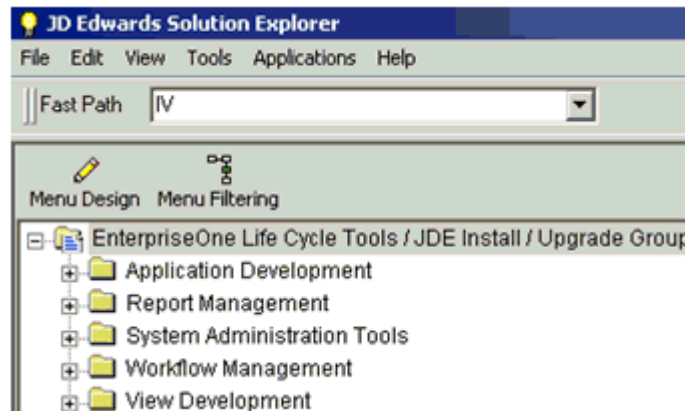 JD Edwards Solution Explorer
File Edit View Tools Applications Help
Fast Path IV
Menu Design Menu Filtering
EnterpriseOne Life Cycle Tools / JDE Install / Upgrade Group
Application Development
Report Management
System Administration Tools
Workflow Management
View Development